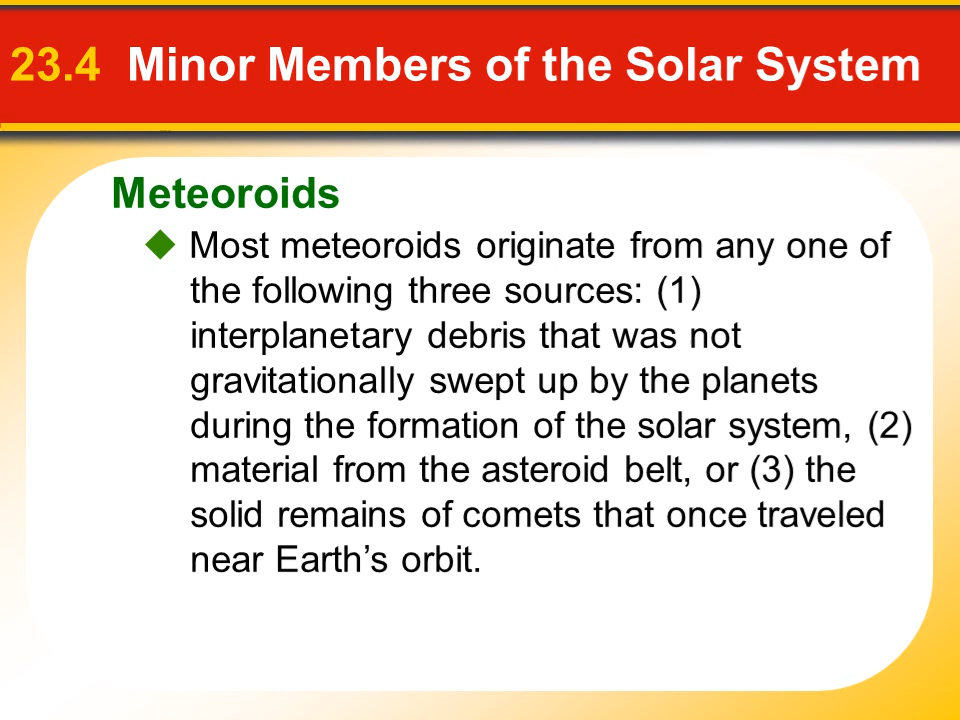 23.4 Minor Members of the Solar System
Meteoroids
◆ Most meteoroids originate from any one of
the following three sources: (1)
interplanetary debris that was not
gravitationally swept up by the planets
during the formation of the solar system, (2)
material from the asteroid belt, or (3) the
solid remains of comets that once traveled
near Earth’s orbit.